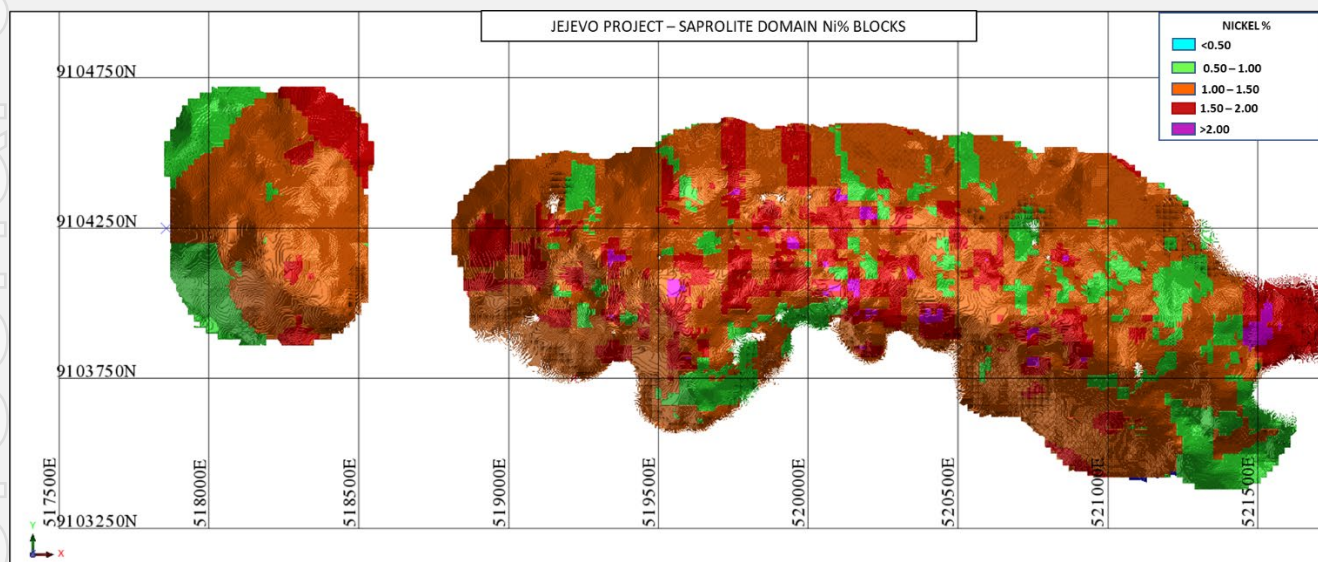 JEJEVO PROJECT – SAPROLITE DOMAIN Ni% BLOCKS
NICKEL %
<0.50
0.50 – 1.00
1.00 – 1.50
1.50 – 2.00
>2.00
9104750N
9104250N
9103750N
9103250N
517500E
518000E
518500E
519000E
519500E
520000E
520500E
521000E
521500E
Y
X